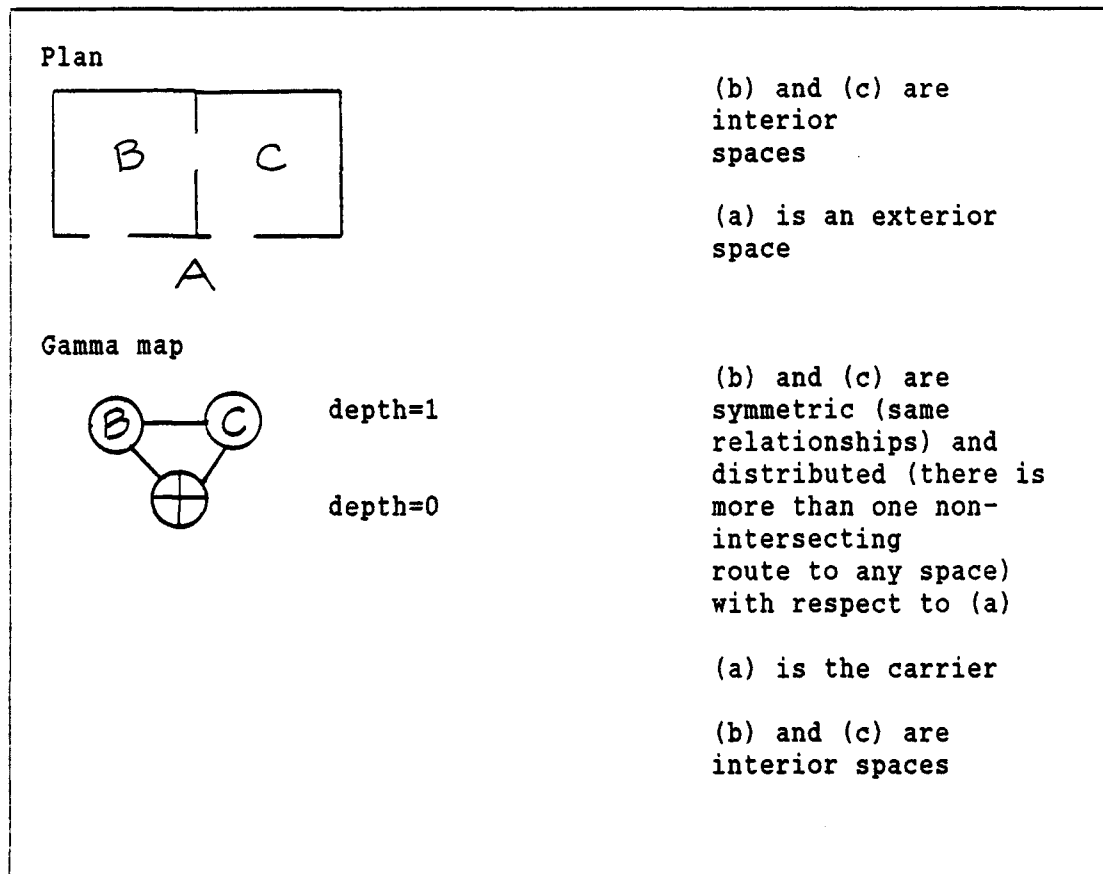 Plan
B C
A
(b) and (c) are
interior
spaces
(a) is an exterior
space
Gamma map
B C depth=1
depth=0
(b) and (c) are
symmetric (same
relationships) and
distributed (there is
more than one non-
intersecting
route to any space)
with respect to (a)
(a) is the carrier
(b) and (c) are
interior spaces